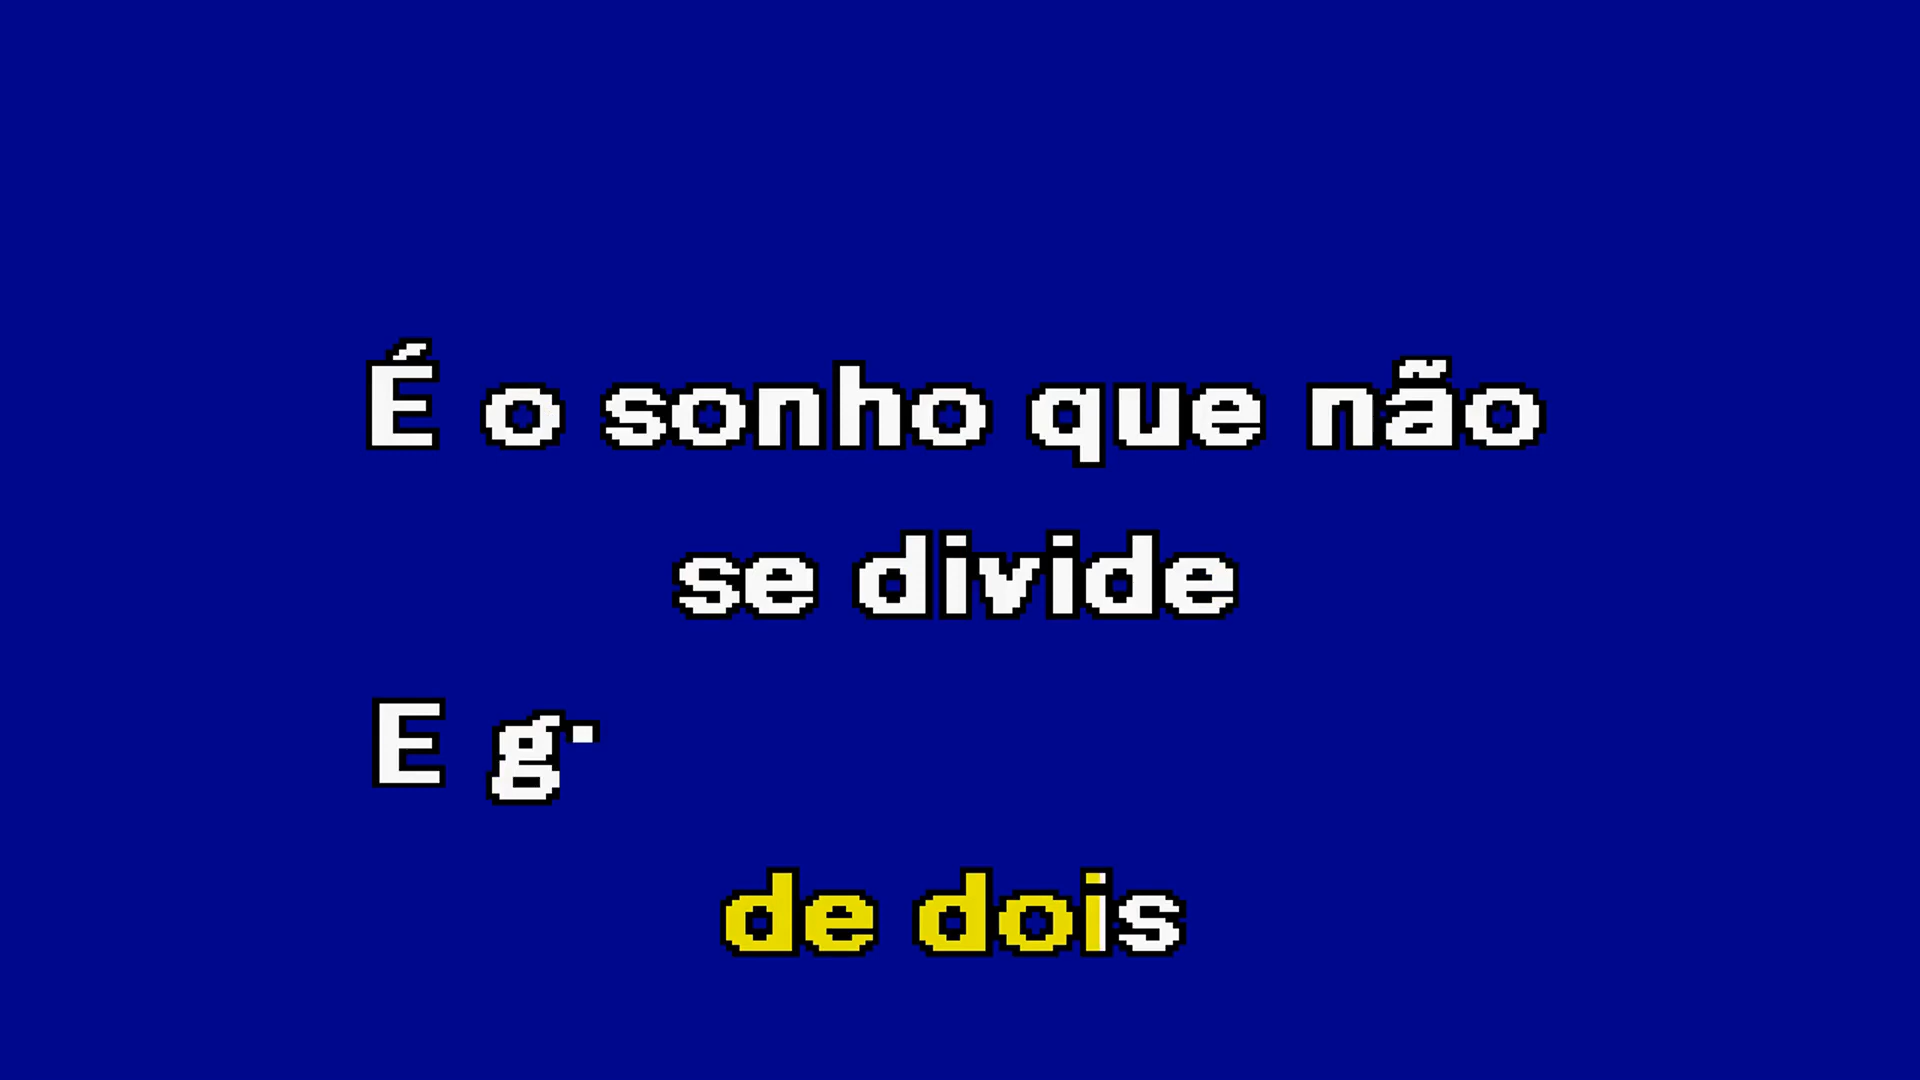 É o sonho que não
se divide
E g
de dois